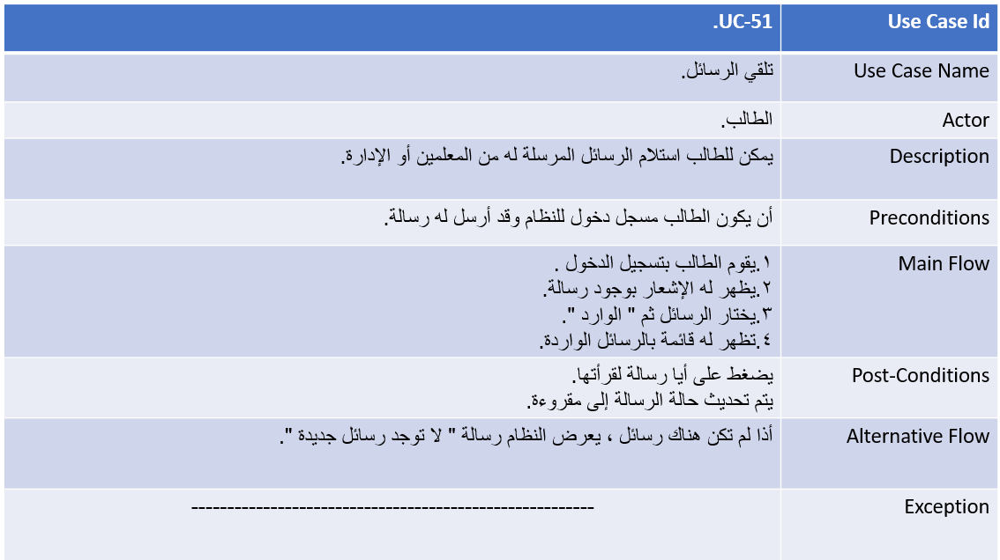 Use Case Id UC-51.
Use Case Name تلقي الرسائل.
Actor الطالب.
Description يمكن للطالب استلام الرسائل المرسلة له من المعلمين أو الإدارة.
Preconditions أن يكون الطالب مسجل دخول للنظام وقد أرسل له رسالة.
Main Flow ١.يقوم الطالب بتسجيل الدخول .
٢.يظهر له الإشعار بوجود رسالة.
٣.يختار الرسائل ثم " الوارد ".
٤.تظهر له قائمة بالرسائل الواردة.
Post-Conditions يضغط على أيا رسالة لقرأتها.
يتم تحديث حالة الرسالة إلى مقروءة.
Alternative Flow أذا لم تكن هناك رسائل ، يعرض النظام رسالة " لا توجد رسائل جديدة ".
Exception --------------------------------------------------------